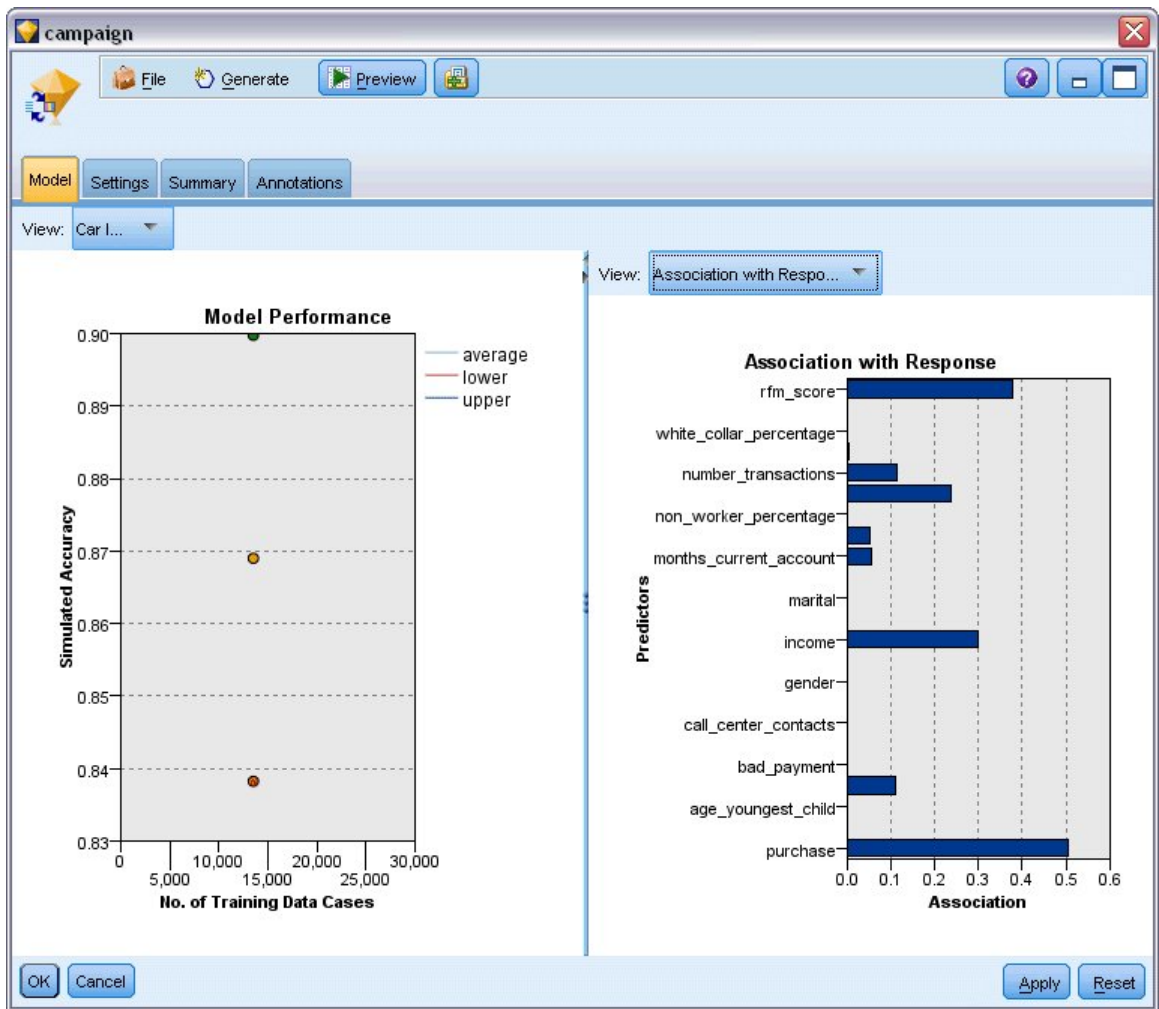 campaign
File Generate Preview
Model Settings Summary Annotations
View: Car l...
Model Performance
0.90
0.89
0.88
0.87
0.86
0.85
0.84
0.83
Simulated Accuracy
0 10,000 20,000 30,000
5,000 15,000 25,000
No. of Training Data Cases
average
lower
upper
View: Association with Respo...
Association with Response
rfm_score
white_collar_percentage
number_transactions
non_worker_percentage
months_current_account
marital
income
gender
call_center_contacts
bad_payment
age_youngest_child
purchase
Predictors
0.0 0.1 0.2 0.3 0.4 0.5 0.6
Association
OK Cancel Apply Reset